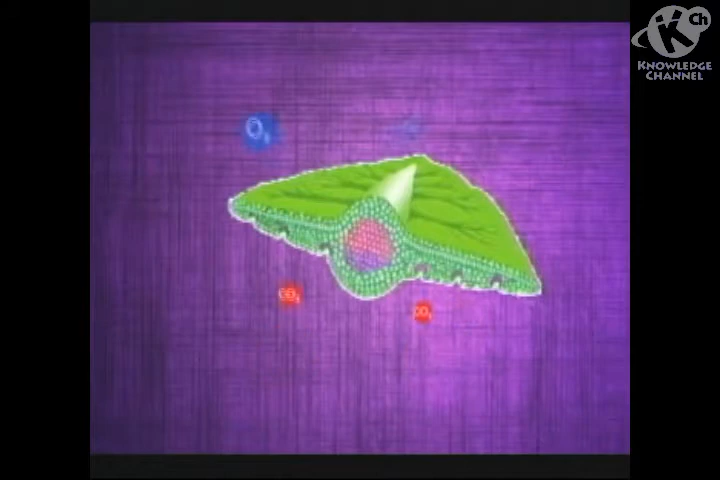 Ch
K
KNOWLEDGE
CHANNEL
O₂
CO₂
CO₂